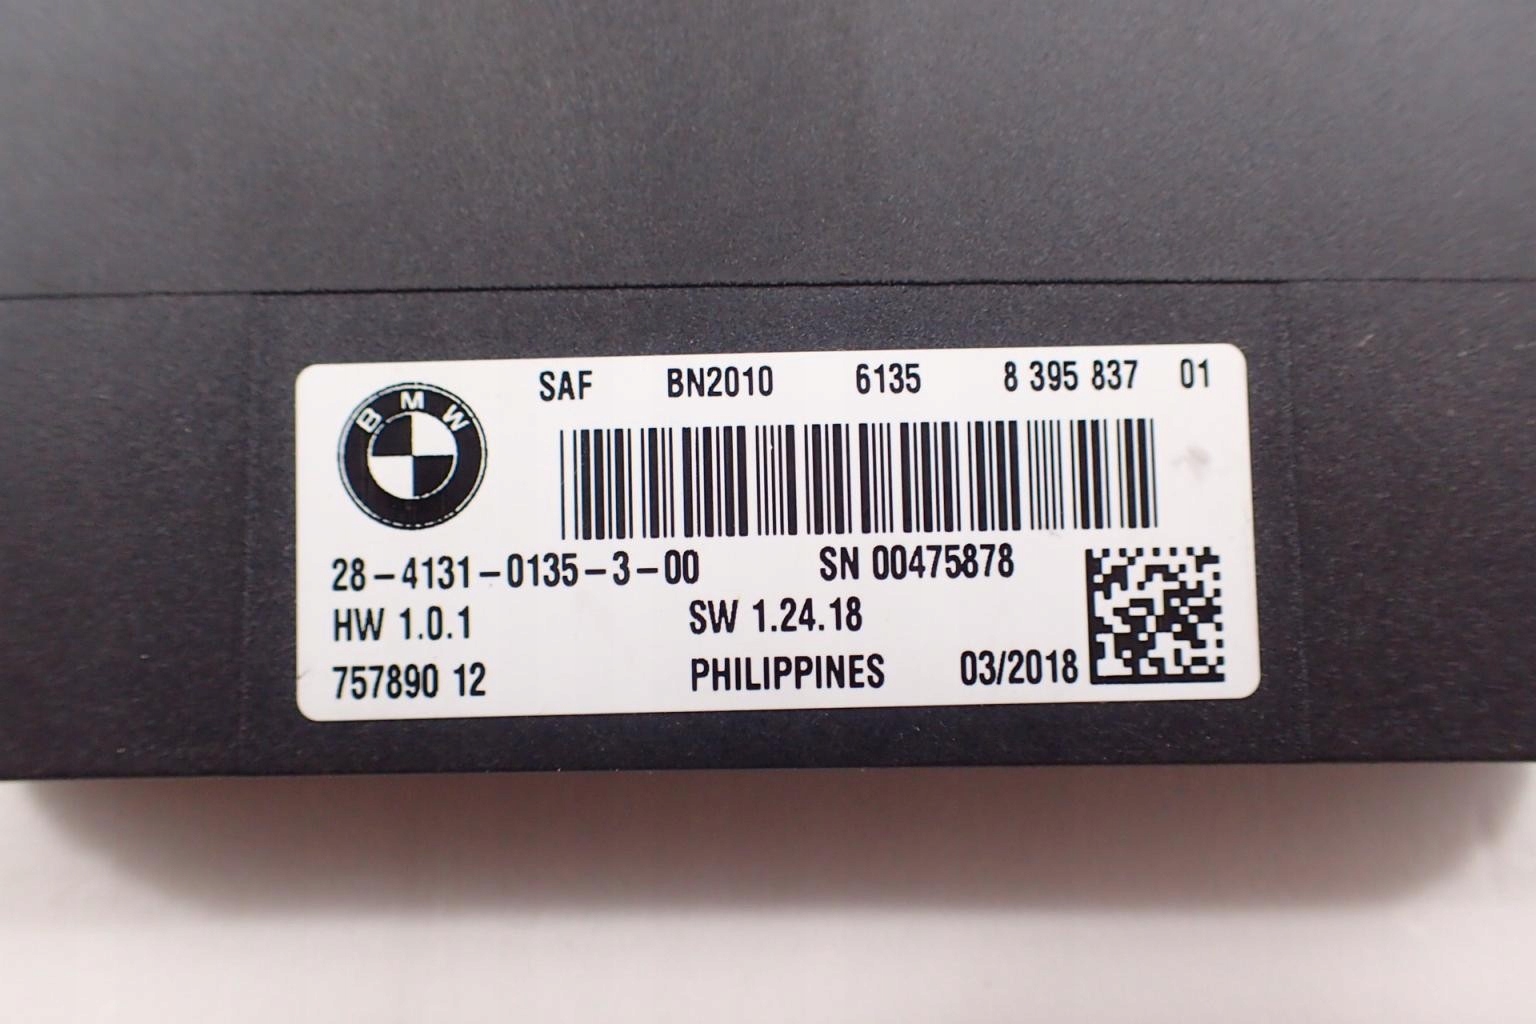 BMW
SAF BN2010 6135 8 395 837 01
28-4131-0135-3-00 SN 00475878
HW 1.0.1 SW 1.24.18
757890 12 PHILIPPINES 03/2018